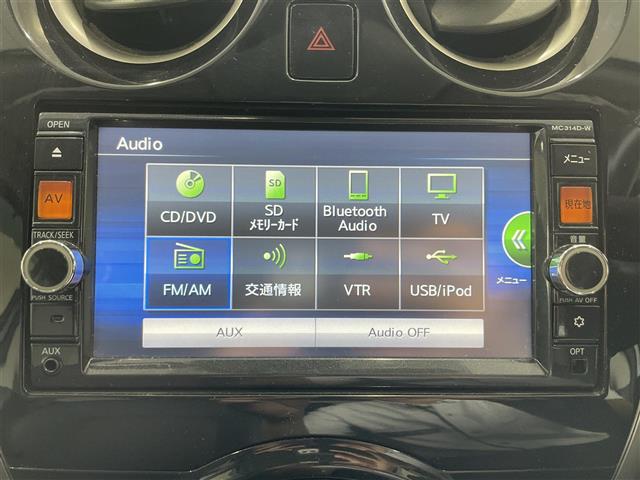 OPEN
MC314D-W
Audio
メニュー
AV
CD/DVD
SD
メモリーカード
Bluetooth
Audio
TV
現在地
TRACK/SEEK
音量
FM/AM
交通情報
VTR
USB/iPod
メニュー
PUSH SOURCE
PUSH AV OFF
AUX
Audio OFF
AUX
OPT